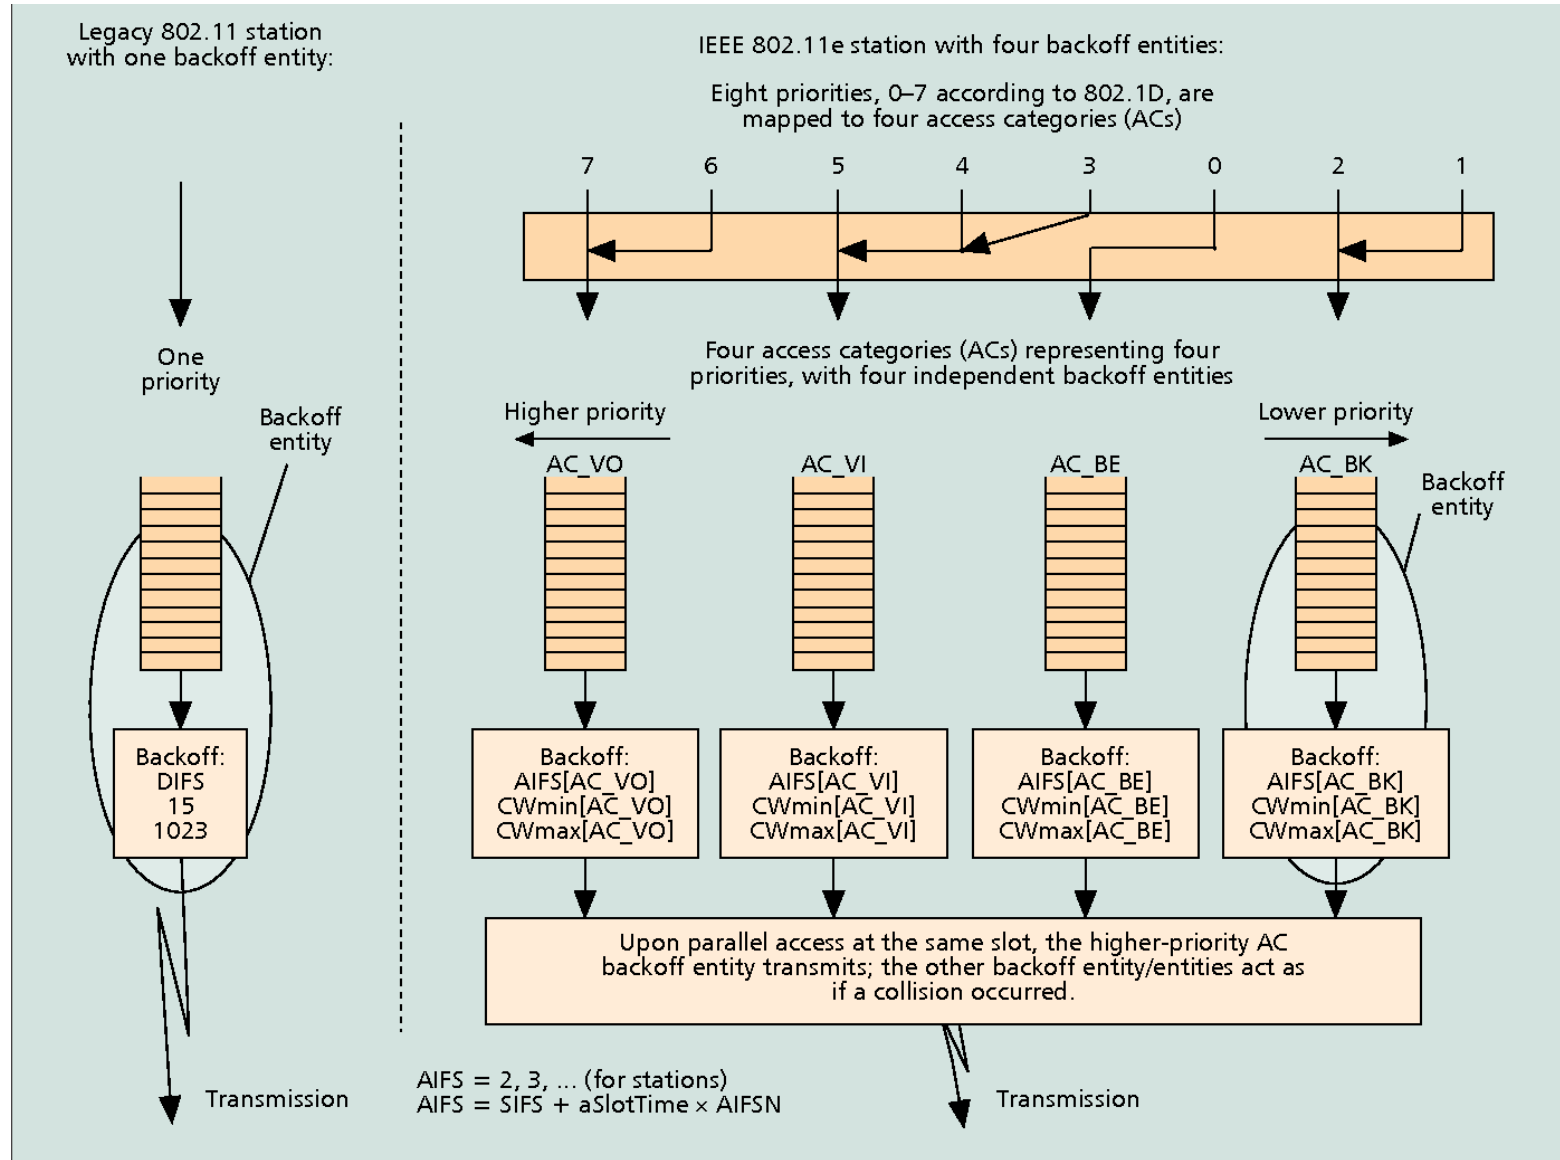 Legacy 802.11 station
with one backoff entity:
IEEE 802.11e station with four backoff entities:
Eight priorities, 0–7 according to 802.1D, are
mapped to four access categories (ACs)
7 6 5 4 3 0 2 1
One
priority
Four access categories (ACs) representing four
priorities, with four independent backoff entities
Backoff
entity
Higher priority
Lower priority
AC_VO AC_VI AC_BE AC_BK
Backoff
entity
Backoff:
DIFS
15
1023
Backoff:
AIFS[AC_VO]
CWmin[AC_VO]
CWmax[AC_VO]
Backoff:
AIFS[AC_VI]
CWmin[AC_VI]
CWmax[AC_VI]
Backoff:
AIFS[AC_BE]
CWmin[AC_BE]
CWmax[AC_BE]
Backoff:
AIFS[AC_BK]
CWmin[AC_BK]
CWmax[AC_BK]
Upon parallel access at the same slot, the higher-priority AC
backoff entity transmits; the other backoff entity/entities act as
if a collision occurred.
Transmission
AIFS = 2, 3, ... (for stations)
AIFS = SIFS + aSlotTime × AIFSN
Transmission